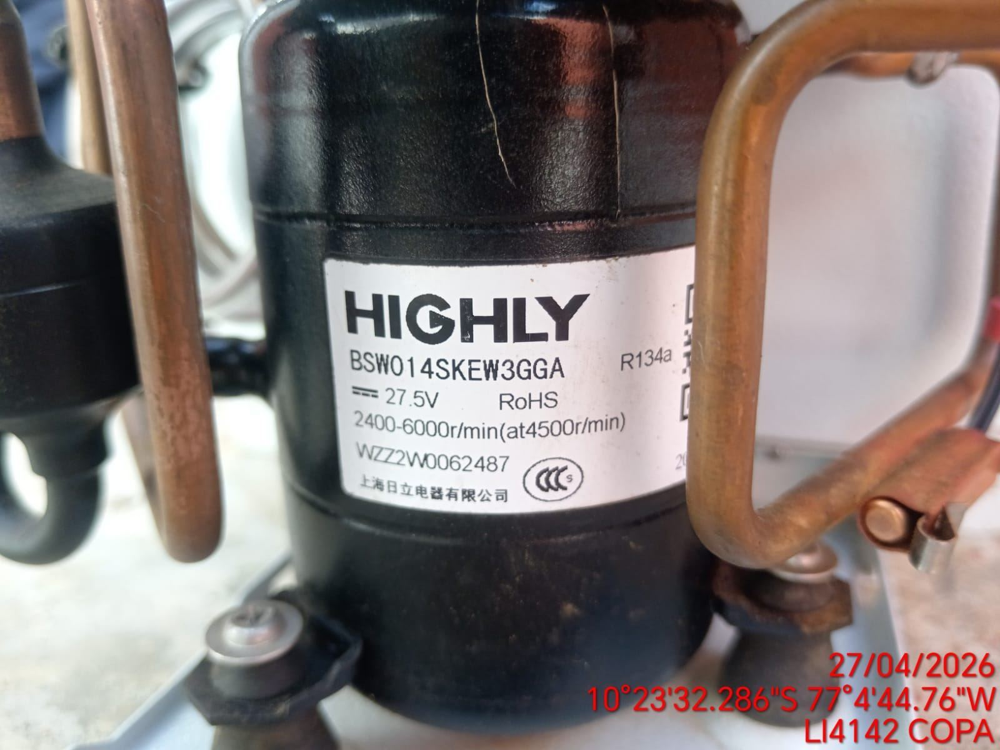 HIGHLY
BSW014SKEW3GGA R134a
27.5V RoHS
2400-6000r/min(at4500r/min)
WZZ2W0062487
CCC S
上海日立电器有限公司
27/04/2026
10°23'32.286"S 77°4'44.76"W
LI4142 COPA